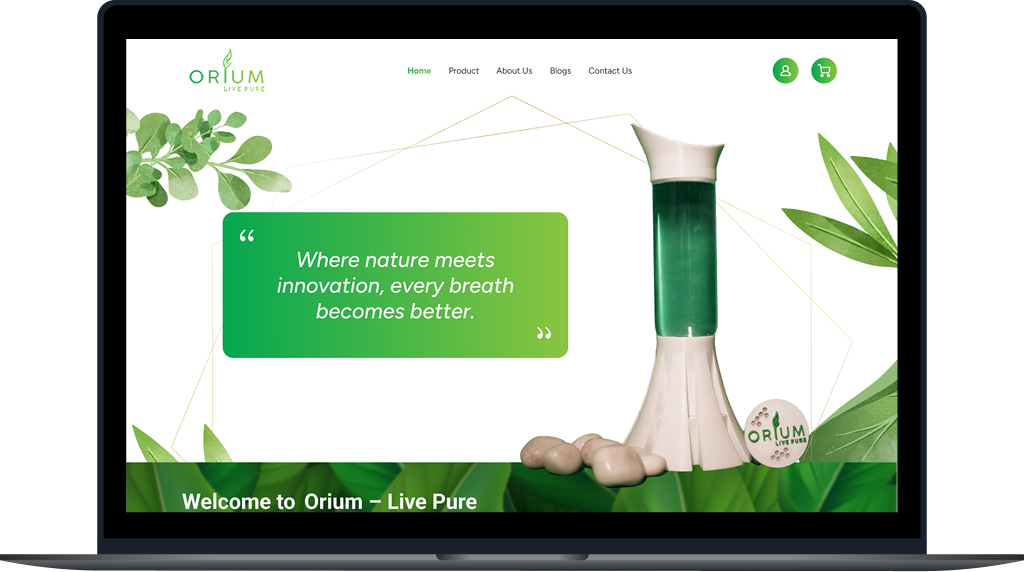 ORIUM
LIVE PURE
Home Product About Us Blogs Contact Us
“
Where nature meets
innovation, every breath
becomes better.
”
ORIUM
LIVE PURE
Welcome to Orium – Live Pure